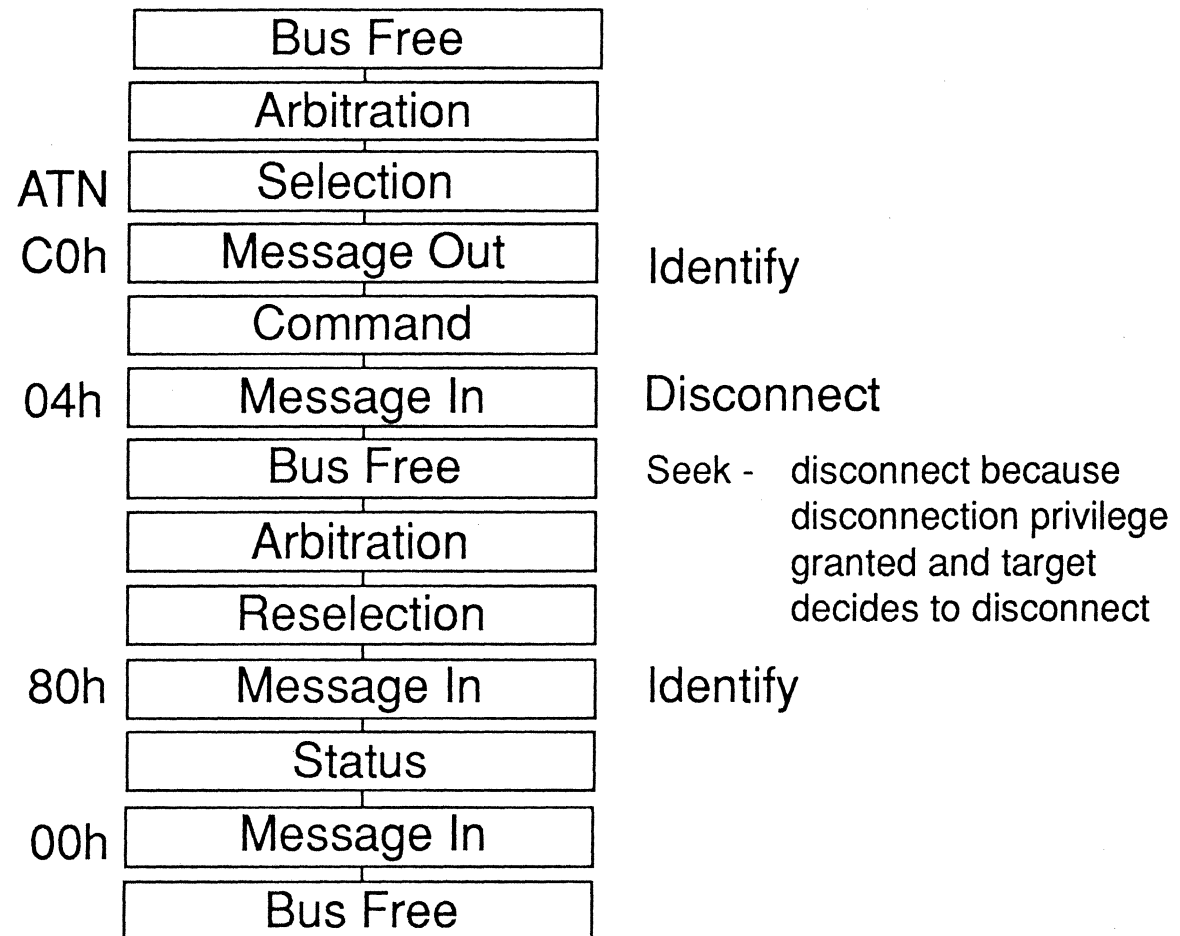 Bus Free
Arbitration
ATN Selection
C0h Message Out Identify
Command
04h Message In Disconnect
Bus Free Seek - disconnect because
disconnection privilege
Arbitration granted and target
Reselection decides to disconnect
80h Message In Identify
Status
00h Message In
Bus Free